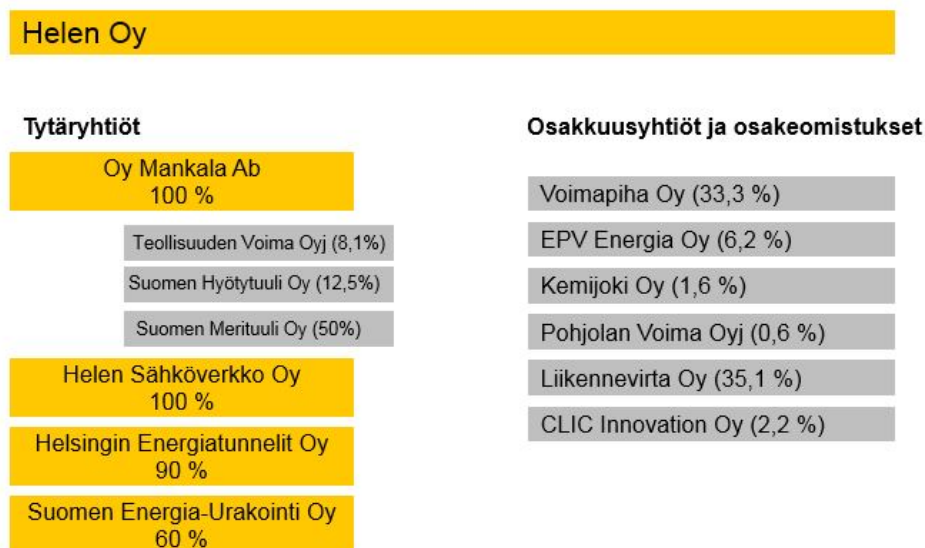 Helen Oy
Tytäryhtiöt
Oy Mankala Ab
100 %
Teollisuuden Voima Oyj (8,1%)
Suomen Hyötytuuli Oy (12,5%)
Suomen Merituuli Oy (50%)
Helen Sähköverkko Oy
100 %
Helsingin Energiatunnelit Oy
90 %
Suomen Energia-Urakointi Oy
60 %
Osakkuusyhtiöt ja osakeomistukset
Voimapiha Oy (33,3 %)
EPV Energia Oy (6,2 %)
Kemijoki Oy (1,6 %)
Pohjolan Voima Oyj (0,6 %)
Liikennevirta Oy (35,1 %)
CLIC Innovation Oy (2,2 %)